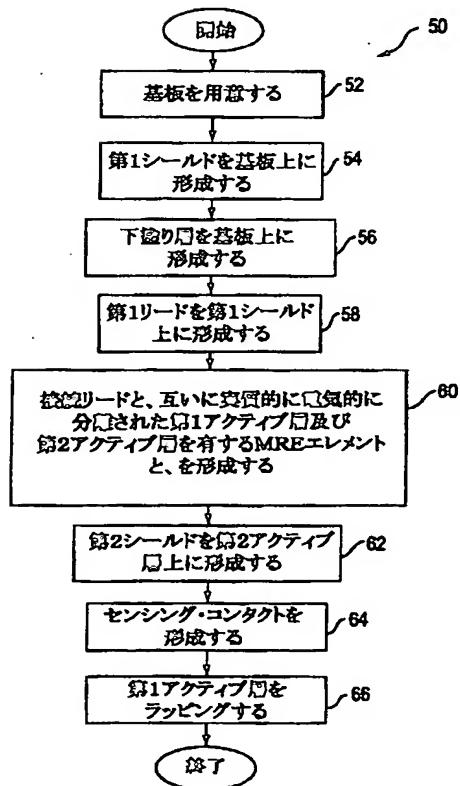 開始
50
基板を用意する
52
第1シールドを基板上に
形成する
54
下塗り層を基板上に
形成する
56
第1リードを第1シールド
上に形成する
58
接続リードと、互いに実質的に電気的に
分離された第1アクティブ層及び
第2アクティブ層を有するMREエレメント
と、を形成する
60
第2シールドを第2アクティブ
層上に形成する
62
センシング・コンタクトを
形成する
64
第1アクティブ層を
ラッピングする
66
終了